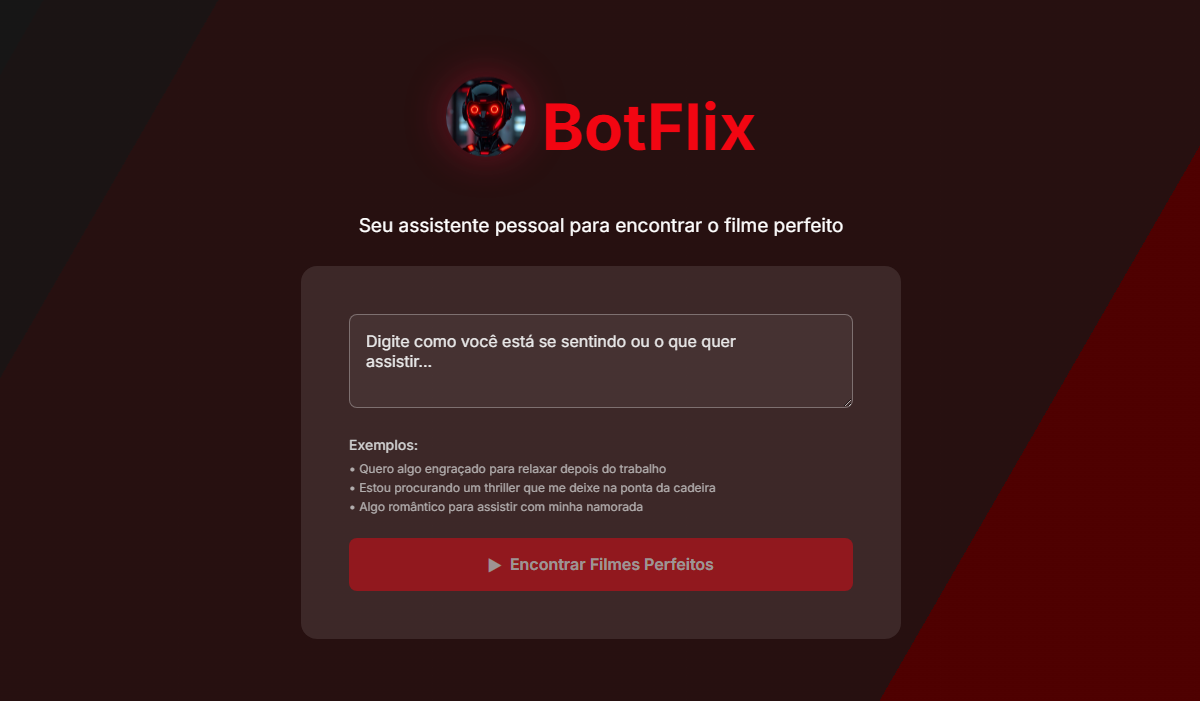 BotFlix
Seu assistente pessoal para encontrar o filme perfeito
Digite como você está se sentindo ou o que quer
assistir...
Exemplos:
• Quero algo engraçado para relaxar depois do trabalho
• Estou procurando um thriller que me deixe na ponta da cadeira
• Algo romântico para assistir com minha namorada
▶ Encontrar Filmes Perfeitos